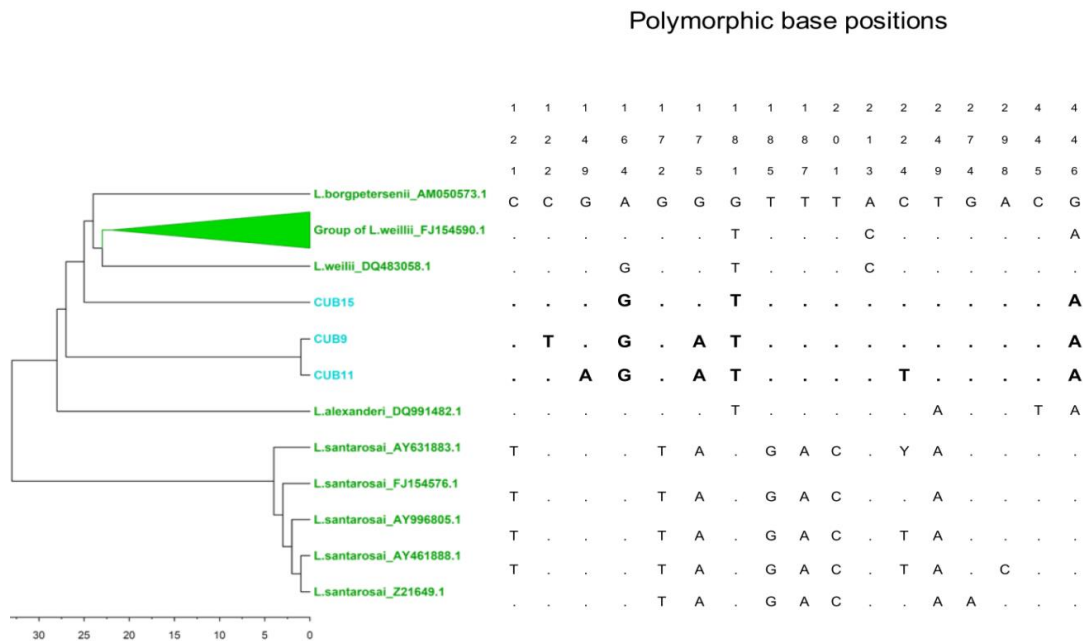 Polymorphic base positions
1 1 1 1 1 1 1 1 1 2 2 2 2 2 2 4 4
2 2 4 6 7 7 8 8 8 0 1 2 4 7 9 4 4
1 2 9 4 2 5 1 5 7 1 3 4 9 4 8 5 6
L.borgpetersenii_AM050573.1 C C G A G G G T T T A C T G A C G
Group of L.weillii_FJ154590.1 . . . . . . T . . . C . . . . . A
L.weilii_DQ483058.1 . . . G . . T . . . C . . . . . .
CUB15 . . . G . . T . . . . . . . . . A
CUB9 . T . G . A T . . . . . . . . . A
CUB11 . . A G . A T . . . . T . . . . A
L.alexanderi_DQ991482.1 . . . . . . T . . . . . A . . T A
L.santarosai_AY631883.1 T . . . T A . G A C . Y A . . . .
L.santarosai_FJ154576.1 T . . . T A . G A C . . A . . . .
L.santarosai_AY996805.1 T . . . T A . G A C . T A . . . .
L.santarosai_AY461888.1 T . . . T A . G A C . T A . C . .
L.santarosai_Z21649.1 . . . . T A . G A C . . A A . . .
30 25 20 15 10 5 0